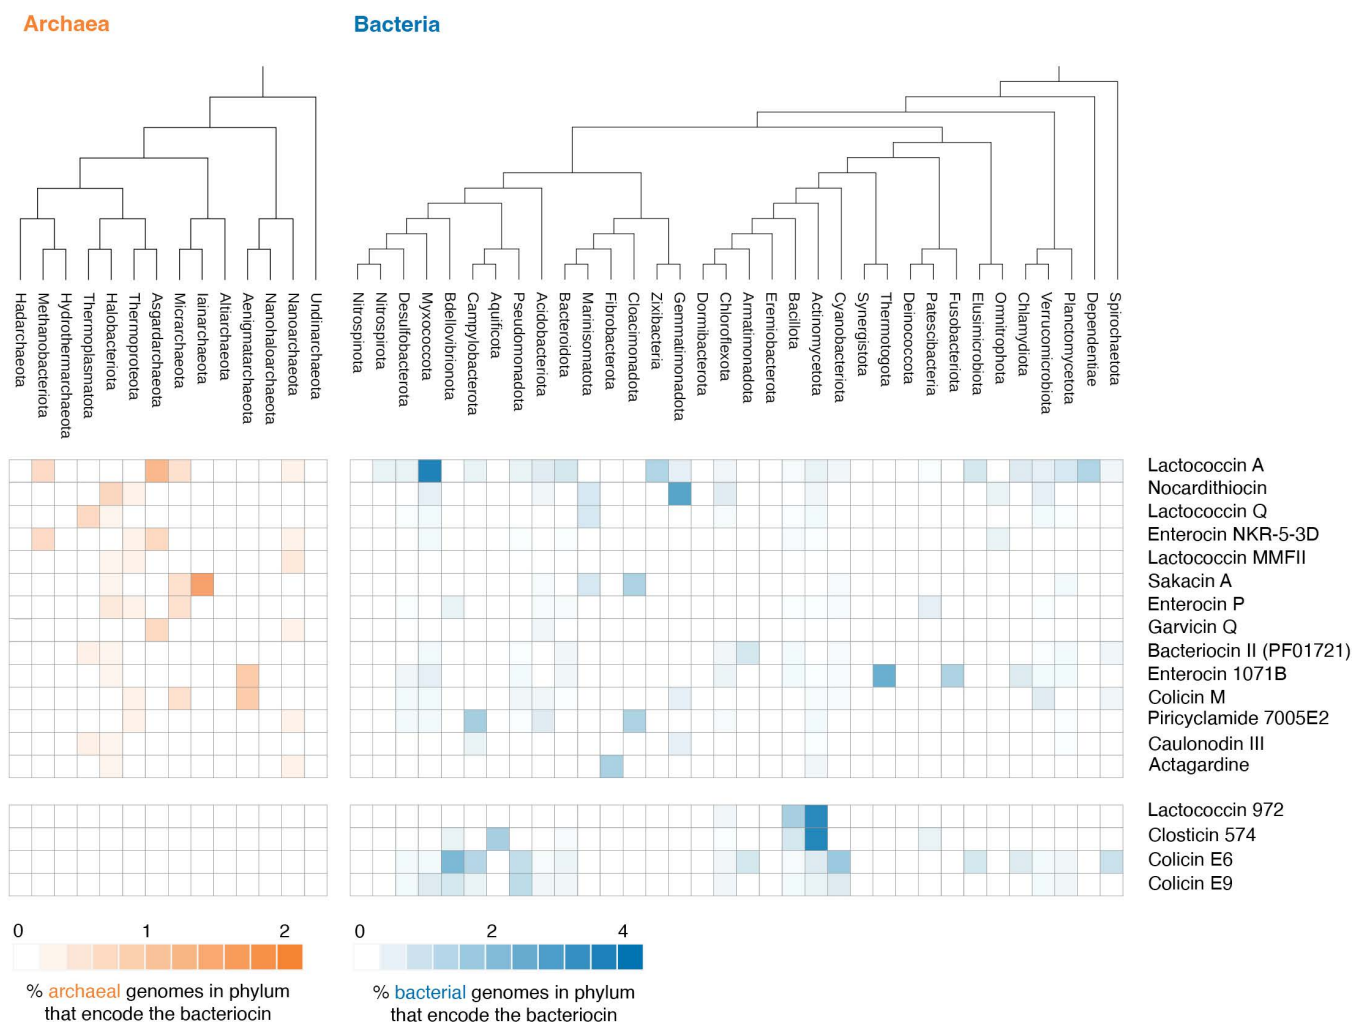 Archaea
Bacteria
Hadarchaeota
Methanobacteriota
Hydrothermarchaeota
Thermoplasmatota
Halobacteriota
Thermoproteota
Asgardarchaeota
Micrarchaeota
Iainarchaeota
Altiarchaeota
Aenigmatarchaeota
Nanohaloarchaeota
Nanoarchaeota
Undinarchaeota
Nitrospinota
Nitrospirota
Desulfobacterota
Myxococcota
Bdellovibrionota
Campylobacterota
Aquificota
Pseudomonadota
Acidobacteriota
Bacteroidota
Marinisomatota
Fibrobacterota
Cloacimonadota
Zixibacteria
Gemmatimonadota
Dormibacterota
Chloroflexota
Armatimonadota
Eremiobacterota
Bacillota
Actinomycetota
Cyanobacteriota
Synergistota
Thermotogota
Deinococcota
Patescibacteria
Fusobacteriota
Elusimicrobiota
Omnitrophota
Chlamydiota
Verrucomicrobiota
Planctomycetota
Dependentiae
Spirochaetota
Lactococcin A
Nocardithiocin
Lactococcin Q
Enterocin NKR-5-3D
Lactococcin MMFII
Sakacin A
Enterocin P
Garvicin Q
Bacteriocin II (PF01721)
Enterocin 1071B
Colicin M
Piricyclamide 7005E2
Caulonodin III
Actagardine
Lactococcin 972
Closticin 574
Colicin E6
Colicin E9
0 1 2
% archaeal genomes in phylum
that encode the bacteriocin
0 2 4
% bacterial genomes in phylum
that encode the bacteriocin